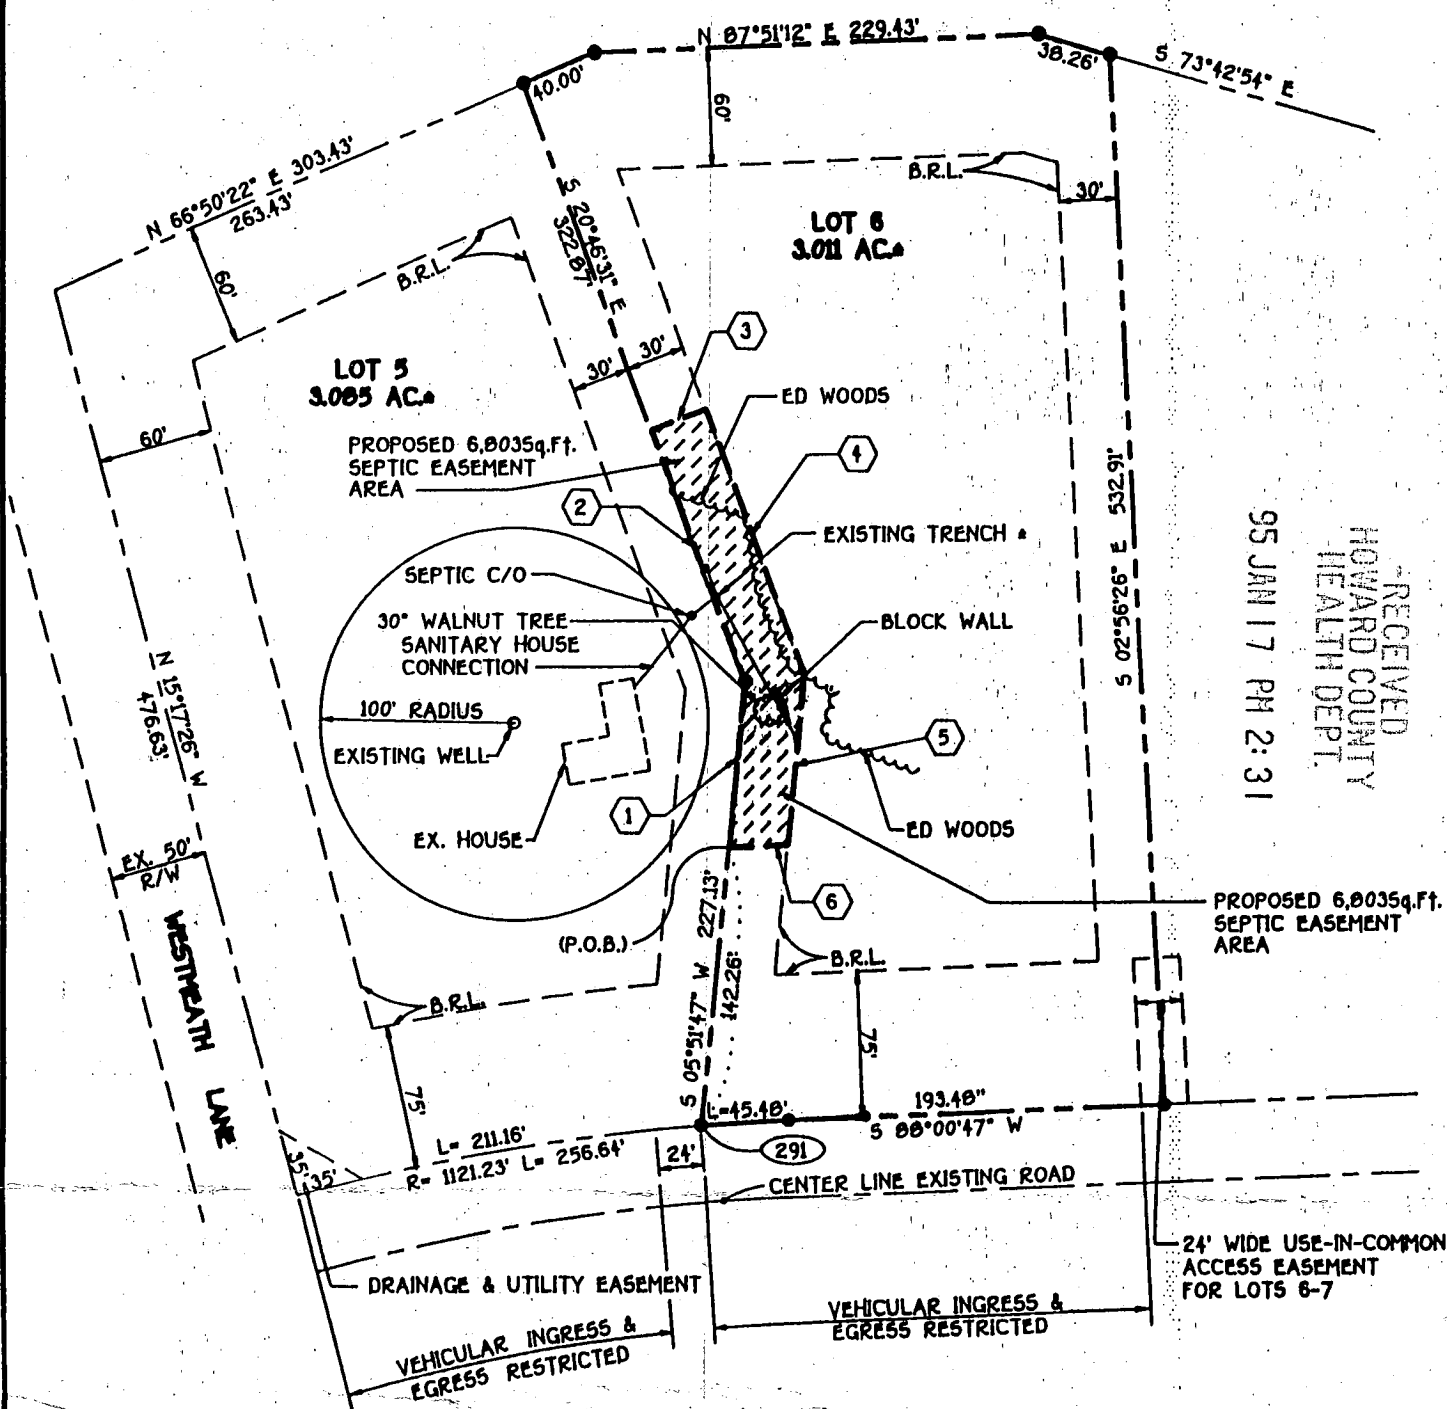 N 87°51'12" E 229.43'
40.00'
38.26'
S 73°42'54" E
60'
N 66°50'22" E 303.43'
263.43'
60'
B.R.L.
B.R.L.
30'
S 20°46'31" E
322.87'
LOT 6
3.011 AC.±
LOT 5
3.085 AC.±
30'
30'
3
ED WOODS
60'
PROPOSED 6,803Sq.Ft.
SEPTIC EASEMENT
AREA
4
2
EXISTING TRENCH ±
S 02°56'26" E 532.91'
RECEIVED
HOWARD COUNTY
HEALTH DEPT.
95 JAN 17 PM 2:31
SEPTIC C/O
30" WALNUT TREE
SANITARY HOUSE
CONNECTION
BLOCK WALL
N 15°17'26" W
476.63'
100' RADIUS
EXISTING WELL
5
1
EX. HOUSE
ED WOODS
EX. 50'
R/W
6
PROPOSED 6,803Sq.Ft.
SEPTIC EASEMENT
AREA
WESTMEATH LANE
(P.O.B.)
S 05°51'47" W 227.13'
142.26'
B.R.L.
B.R.L.
75'
75'
L=45.48'
193.48"
S 88°00'47" W
L= 211.16'
R= 1121.23' L= 256.64'
24'
291
35'
35'
CENTER LINE EXISTING ROAD
24' WIDE USE-IN-COMMON
ACCESS EASEMENT
FOR LOTS 6-7
DRAINAGE & UTILITY EASEMENT
VEHICULAR INGRESS &
EGRESS RESTRICTED
VEHICULAR INGRESS &
EGRESS RESTRICTED